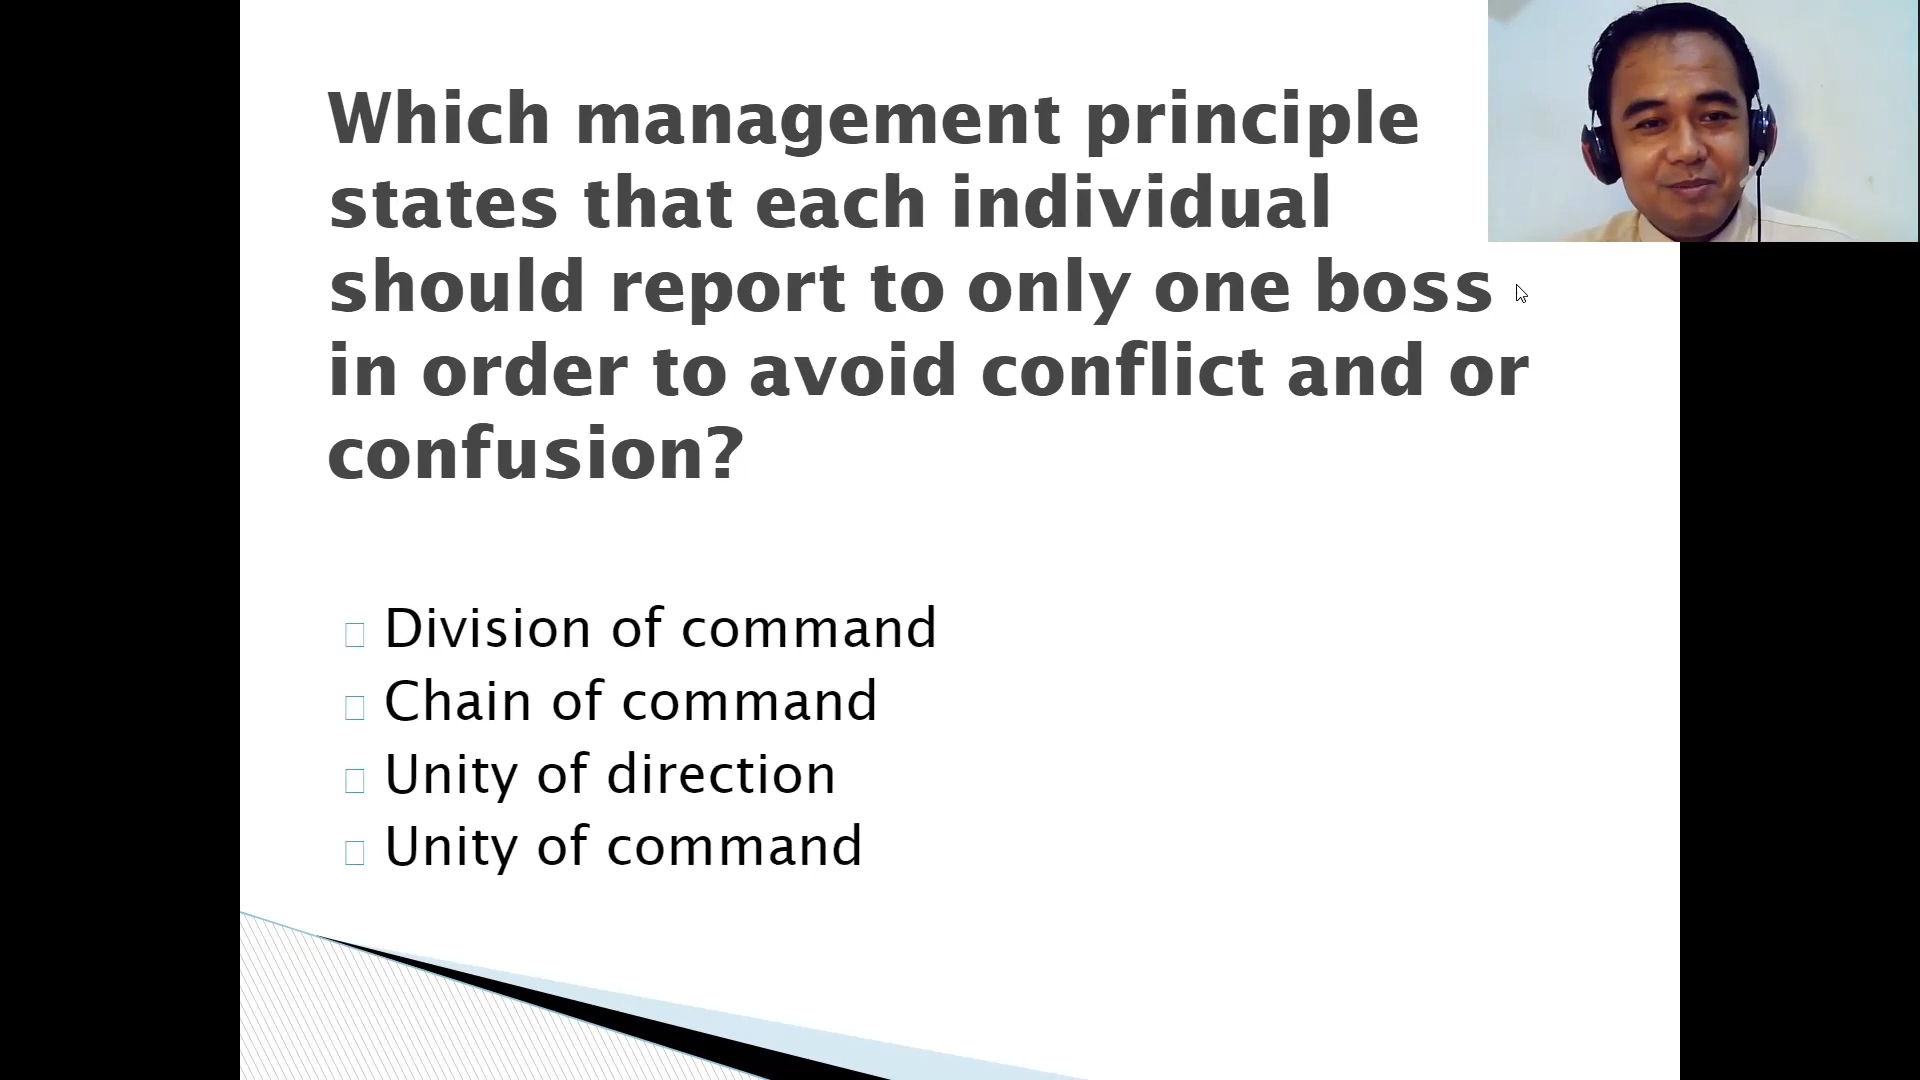 Which management principle
states that each individual
should report to only one boss
in order to avoid conflict and or
confusion?
Division of command
Chain of command
Unity of direction
Unity of command